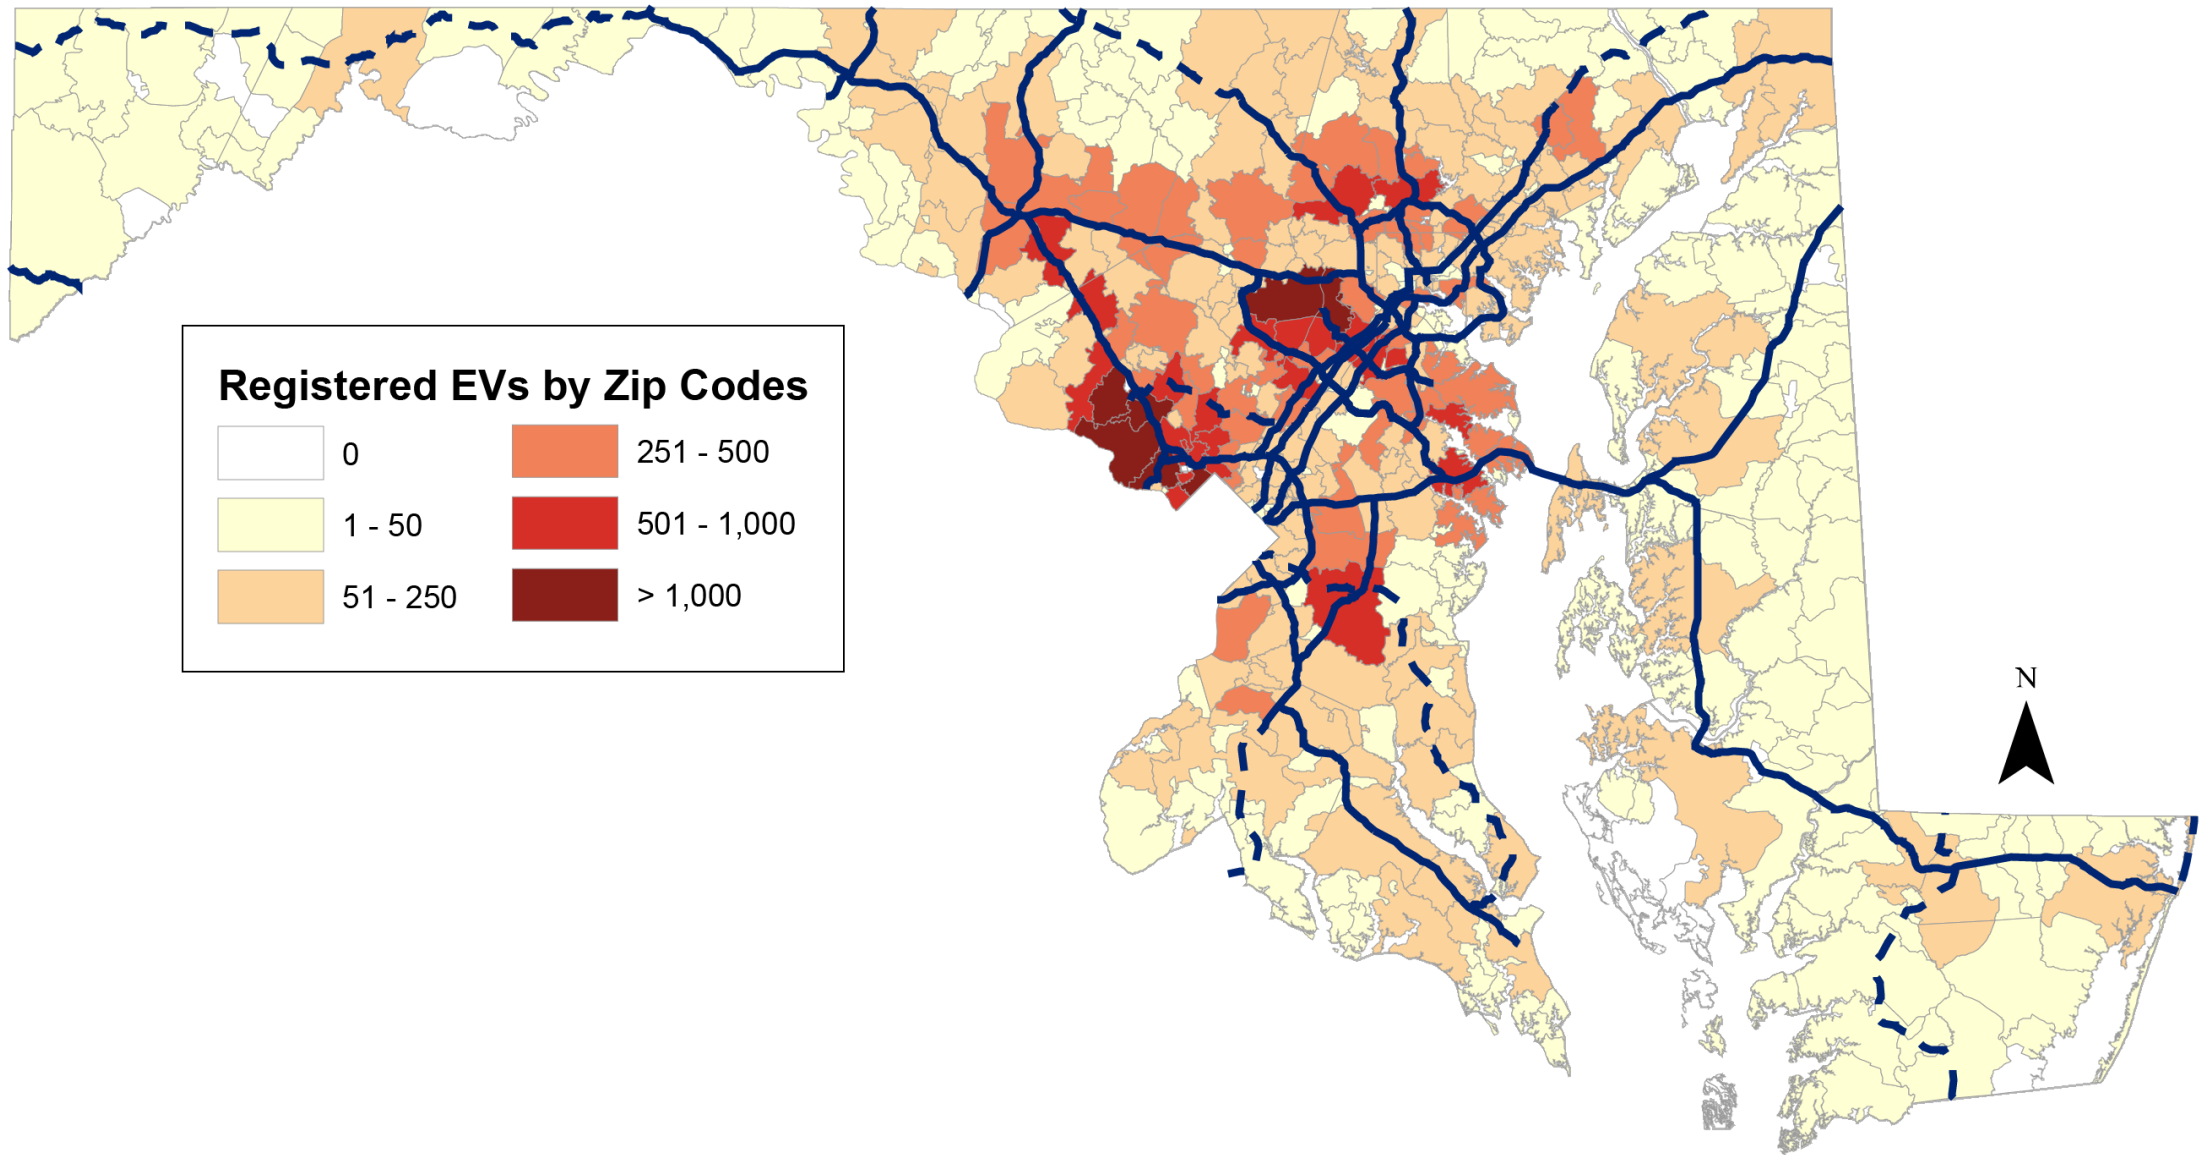 Registered EVs by Zip Codes
0
1 - 50
51 - 250
251 - 500
501 - 1,000
> 1,000
N